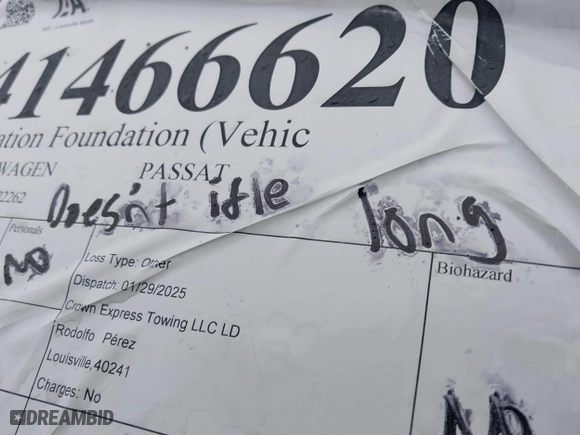 41466620
ation Foundation (Vehic
WAGEN PASSAT
2262
Doesn't idle long
Personals
NO
Loss Type: Other
Dispatch: 01/29/2025
Crown Express Towing LLC LD
Rodolfo Pérez
Louisville,40241
Charges: No
Biohazard
NO
DREAMBID